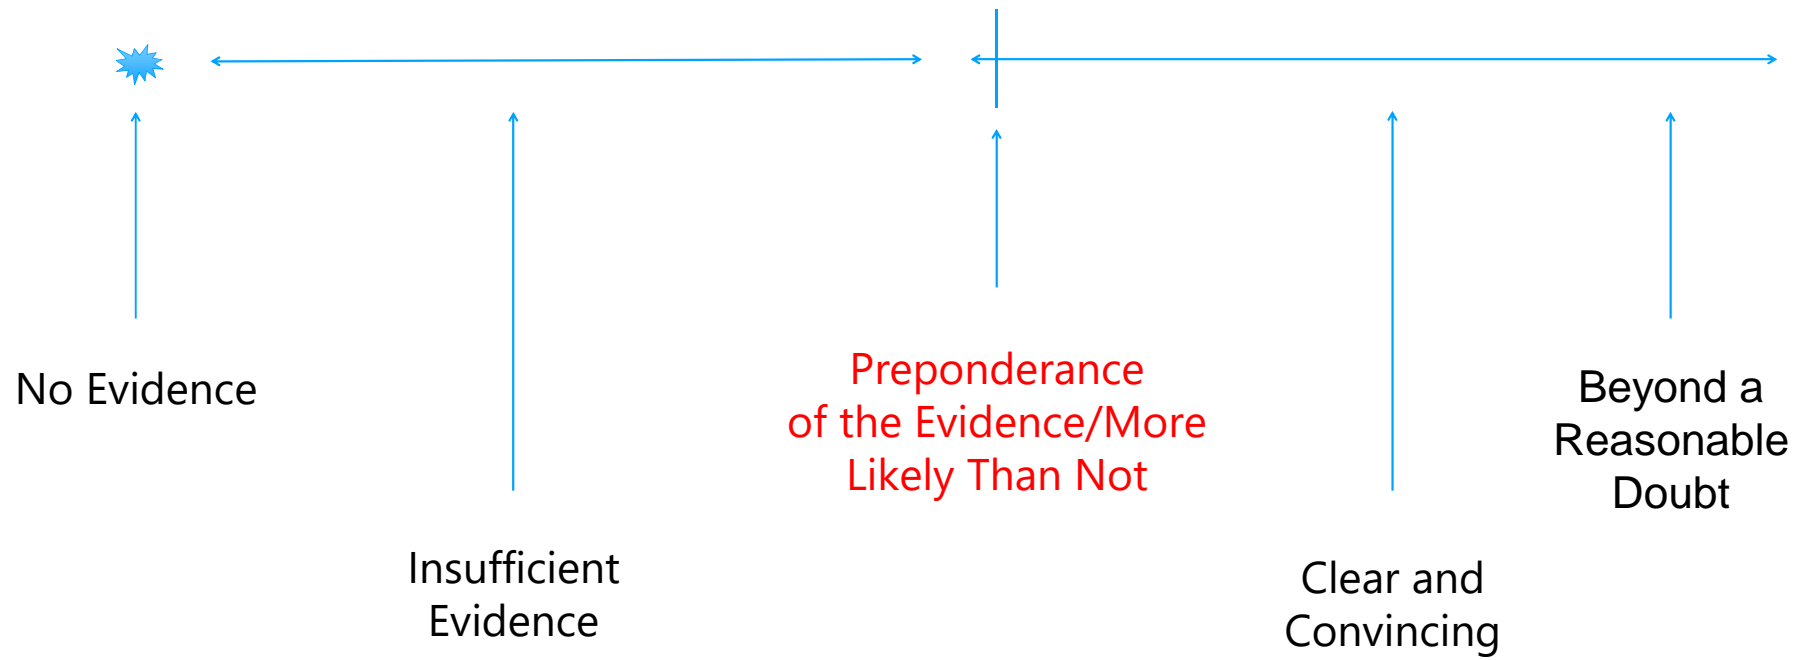 No Evidence
Insufficient
Evidence
Preponderance
of the Evidence/More
Likely Than Not
Clear and
Convincing
Beyond a
Reasonable
Doubt